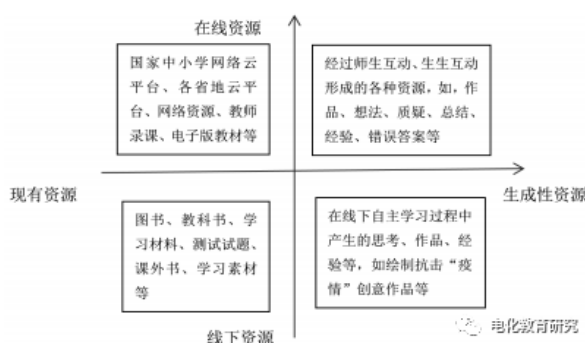 在线资源
国家中小学网络云
平台、各省地云平
台、网络资源、教师
录课、电子版教材等
经过师生互动、生生互动
形成的各种资源，如，作
品、想法、质疑、总结、
经验、错误答案等
现有资源
生成性资源
图书、教科书、学
习材料、测试试题、
课外书、学习素材
等
在线下自主学习过程中
产生的思考、作品、经
验等，如绘制抗击“疫
情”创意作品等
线下资源
电化教育研究